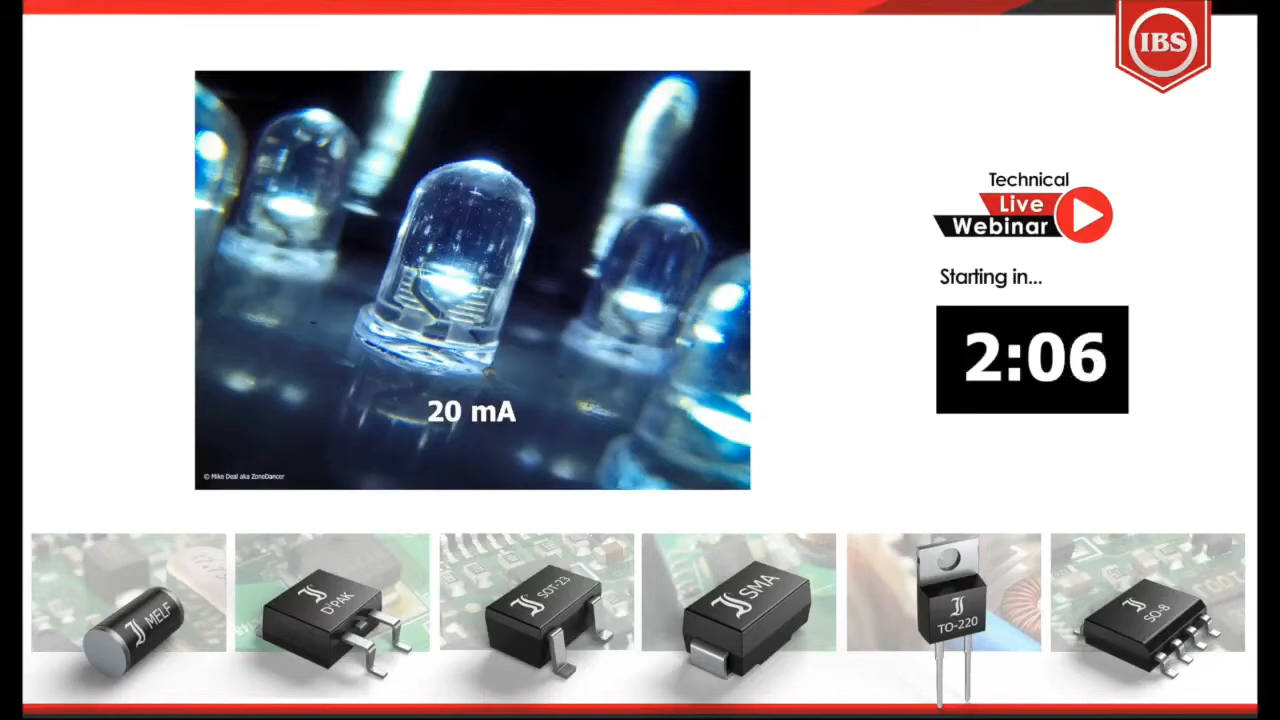 IBS
Technical
Live
Webinar
Starting in...
2:06
20 mA
© Mike Deal aka ZoneDancer
MELF
D²PAK
SOT-23
SMA
TO-220
SO-8